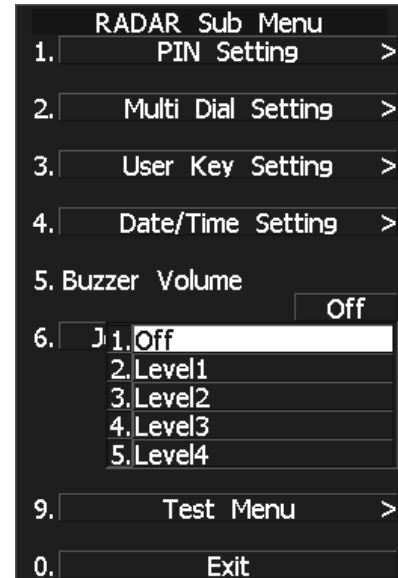 RADAR Sub Menu
1. PIN Setting >
2. Multi Dial Setting >
3. User Key Setting >
4. Date/Time Setting >
5. Buzzer Volume
Off
6.
1. Off
2. Level1
3. Level2
4. Level3
5. Level4
9. Test Menu >
0. Exit